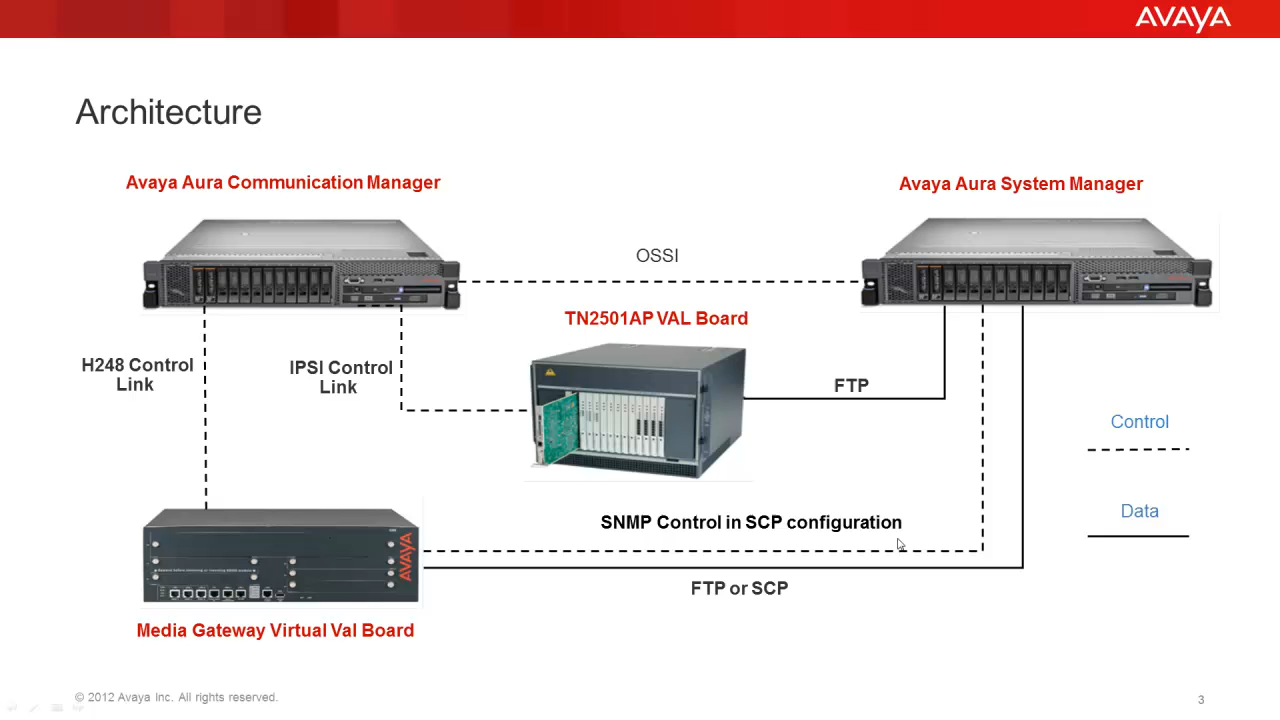 AVAYA
Architecture
Avaya Aura Communication Manager
Avaya Aura System Manager
OSSI
TN2501AP VAL Board
H248 Control
Link
IPSI Control
Link
FTP
Control
Data
SNMP Control in SCP configuration
AVAYA
FTP or SCP
Media Gateway Virtual Val Board
© 2012 Avaya Inc. All rights reserved.
3